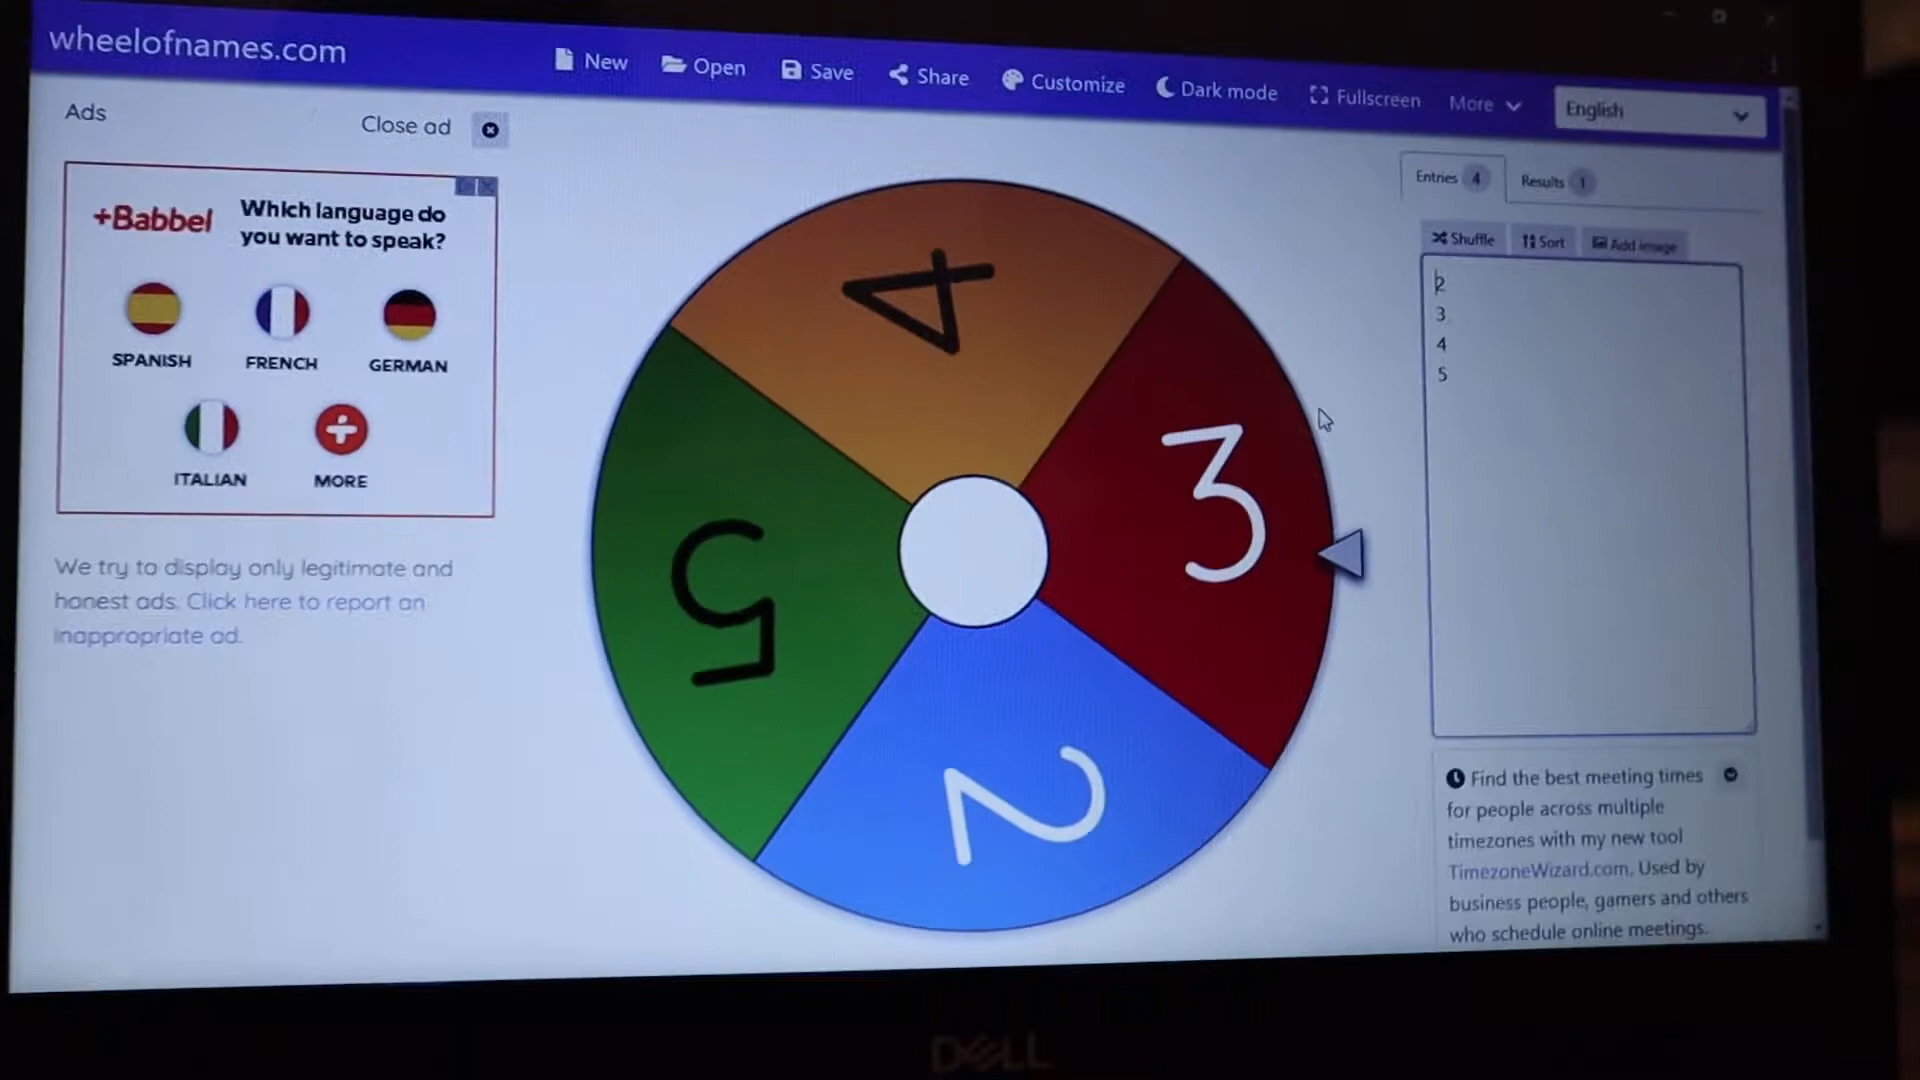 wheelofnames.com
New
Open
Save
Share
Customize
Dark mode
Fullscreen
More
English
Ads
Close ad
+Babbel
Which language do
you want to speak?
SPANISH
FRENCH
GERMAN
ITALIAN
MORE
We try to display only legitimate and
honest ads. Click here to report an
inappropriate ad.
4
3
5
2
Entries 4
Results 1
Shuffle
Sort
Add image
2
3
4
5
Find the best meeting times
for people across multiple
timezones with my new tool
TimezoneWizard.com. Used by
business people, gamers and others
who schedule online meetings.
DELL